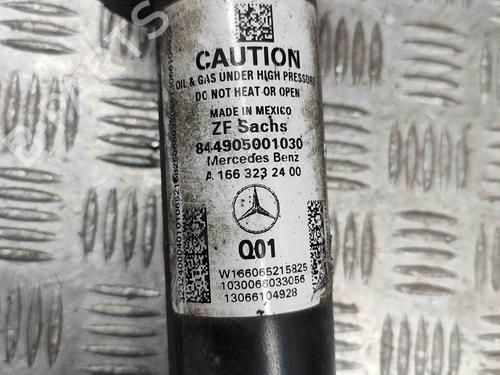 CAUTION
OIL & GAS UNDER HIGH PRESSURE
DO NOT HEAT OR OPEN
MADE IN MEXICO
ZF Sachs
844905001030
Mercedes Benz
A 166 323 24 00
Q01
W166065215825
1030066033056
13066104928